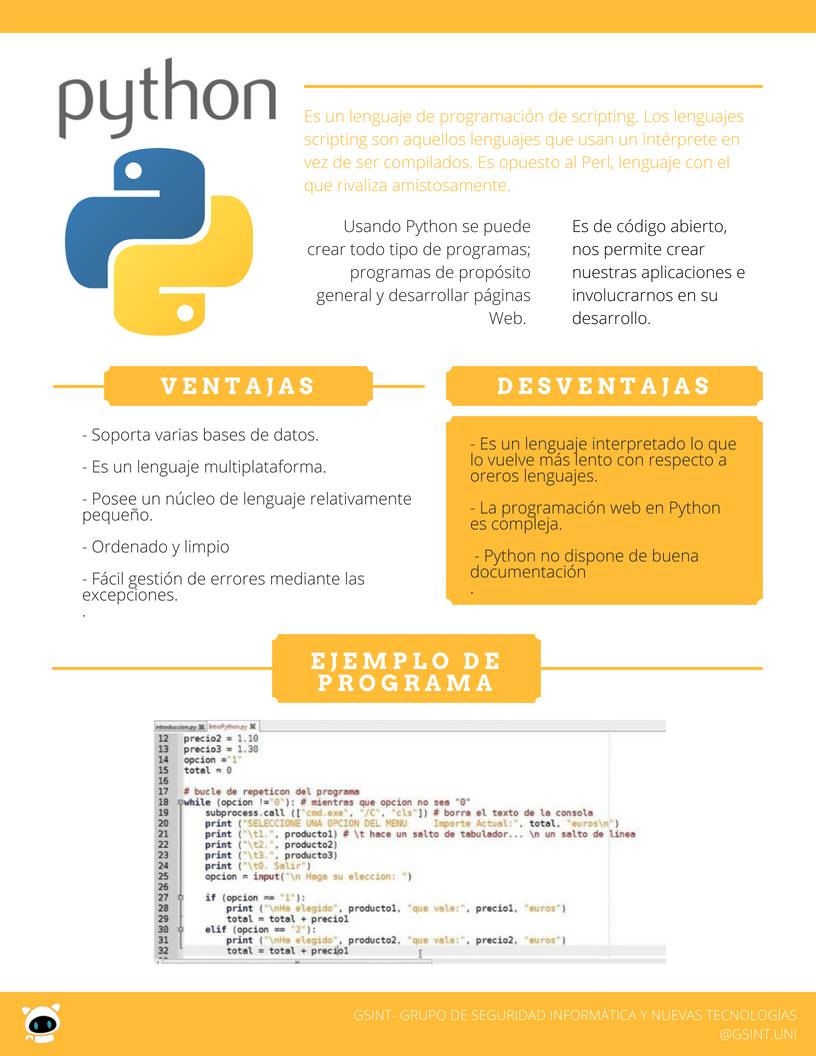 python
Es un lenguaje de programación de scripting. Los lenguajes
scripting son aquellos lenguajes que usan un intérprete en
vez de ser compilados. Es opuesto al Perl, lenguaje con el
que rivaliza amistosamente.
Usando Python se puede
crear todo tipo de programas;
programas de propósito
general y desarrollar páginas
Web.
Es de código abierto,
nos permite crear
nuestras aplicaciones e
involucrarnos en su
desarrollo.
VENTAJAS
- Soporta varias bases de datos.
- Es un lenguaje multiplataforma.
- Posee un núcleo de lenguaje relativamente
pequeño.
- Ordenado y limpio
- Fácil gestión de errores mediante las
excepciones.
.
DESVENTAJAS
- Es un lenguaje interpretado lo que
lo vuelve más lento con respecto a
oreros lenguajes.
- La programación web en Python
es compleja.
- Python no dispone de buena
documentación
.
EJEMPLO DE
PROGRAMA
introduccion.py IntroPython.py
12 precio2 = 1.10
13 precio3 = 1.30
14 opcion ="1"
15 total = 0
16
17 # bucle de repeticon del programa
18 while (opcion !="0"): # mientras que opcion no sea "0"
19 subprocess.call (["cmd.exe", "/C", "cls"]) # borra el texto de la consola
20 print ("SELECCIONE UNA OPCION DEL MENU Importe Actual:", total, "euros\n")
21 print ("\t1.", producto1) # \t hace un salto de tabulador... \n un salto de linea
22 print ("\t2.", producto2)
23 print ("\t3.", producto3)
24 print ("\t0. Salir")
25 opcion = input("\n Haga su eleccion: ")
26
27 if (opcion == "1"):
28 print ("\nHa elegido", producto1, "que vale:", precio1, "euros")
29 total = total + precio1
30 elif (opcion == "2"):
31 print ("\nHa elegido", producto2, "que vale:", precio2, "euros")
32 total = total + precio1
GSINT- GRUPO DE SEGURIDAD INFORMÁTICA Y NUEVAS TECNOLOGÍAS
@GSINT.UNI